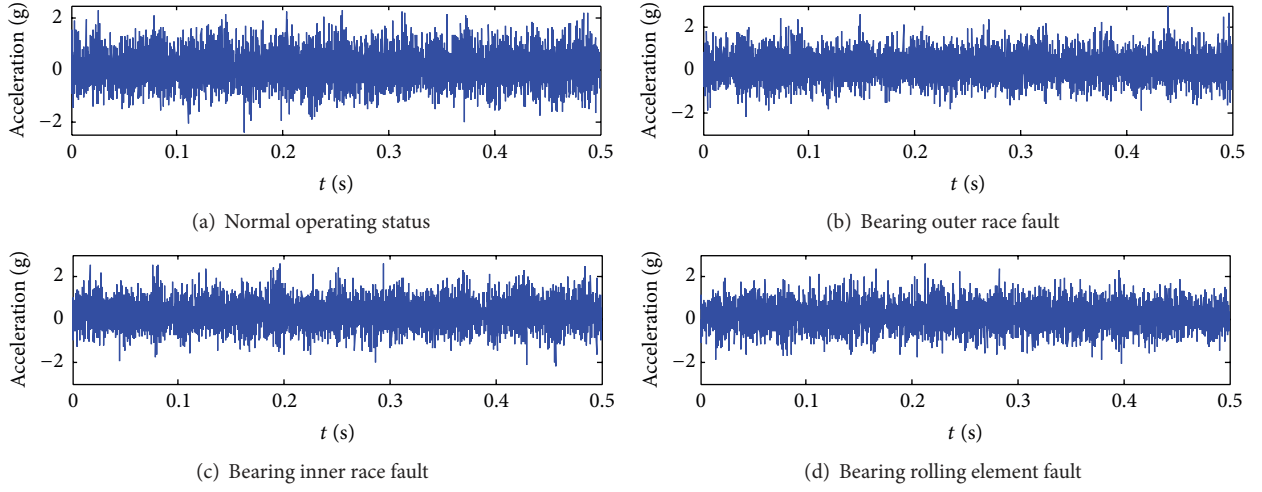 Acceleration (g)
2
0
−2
0 0.1 0.2 0.3 0.4 0.5
t (s)
(a) Normal operating status
Acceleration (g)
2
0
−2
0 0.1 0.2 0.3 0.4 0.5
t (s)
(b) Bearing outer race fault
Acceleration (g)
2
0
−2
0 0.1 0.2 0.3 0.4 0.5
t (s)
(c) Bearing inner race fault
Acceleration (g)
2
0
−2
0 0.1 0.2 0.3 0.4 0.5
t (s)
(d) Bearing rolling element fault